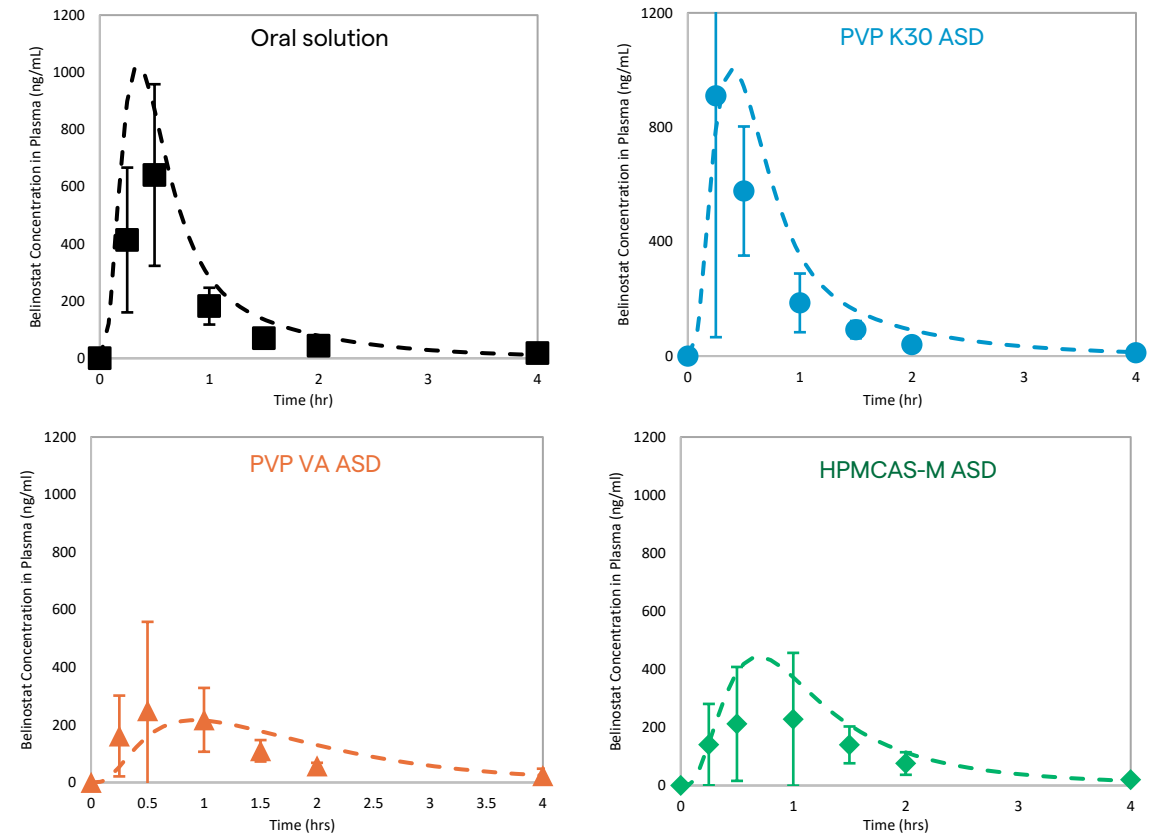 Oral solution
Belinostat Concentration in Plasma (ng/mL)
1200
1000
800
600
400
200
0
0 1 2 3 4
Time (hr)
PVP K30 ASD
Belinostat Concentration in Plasma (ng/mL)
1200
800
400
0
0 1 2 3 4
Time (hr)
PVP VA ASD
Belinostat Concentration in Plasma (ng/ml)
1200
1000
800
600
400
200
0
0 0.5 1 1.5 2 2.5 3 3.5 4
Time (hrs)
HPMCAS-M ASD
Belinostat Concentration in Plasma (ng/ml)
1200
1000
800
600
400
200
0
0 1 2 3 4
Time (hrs)